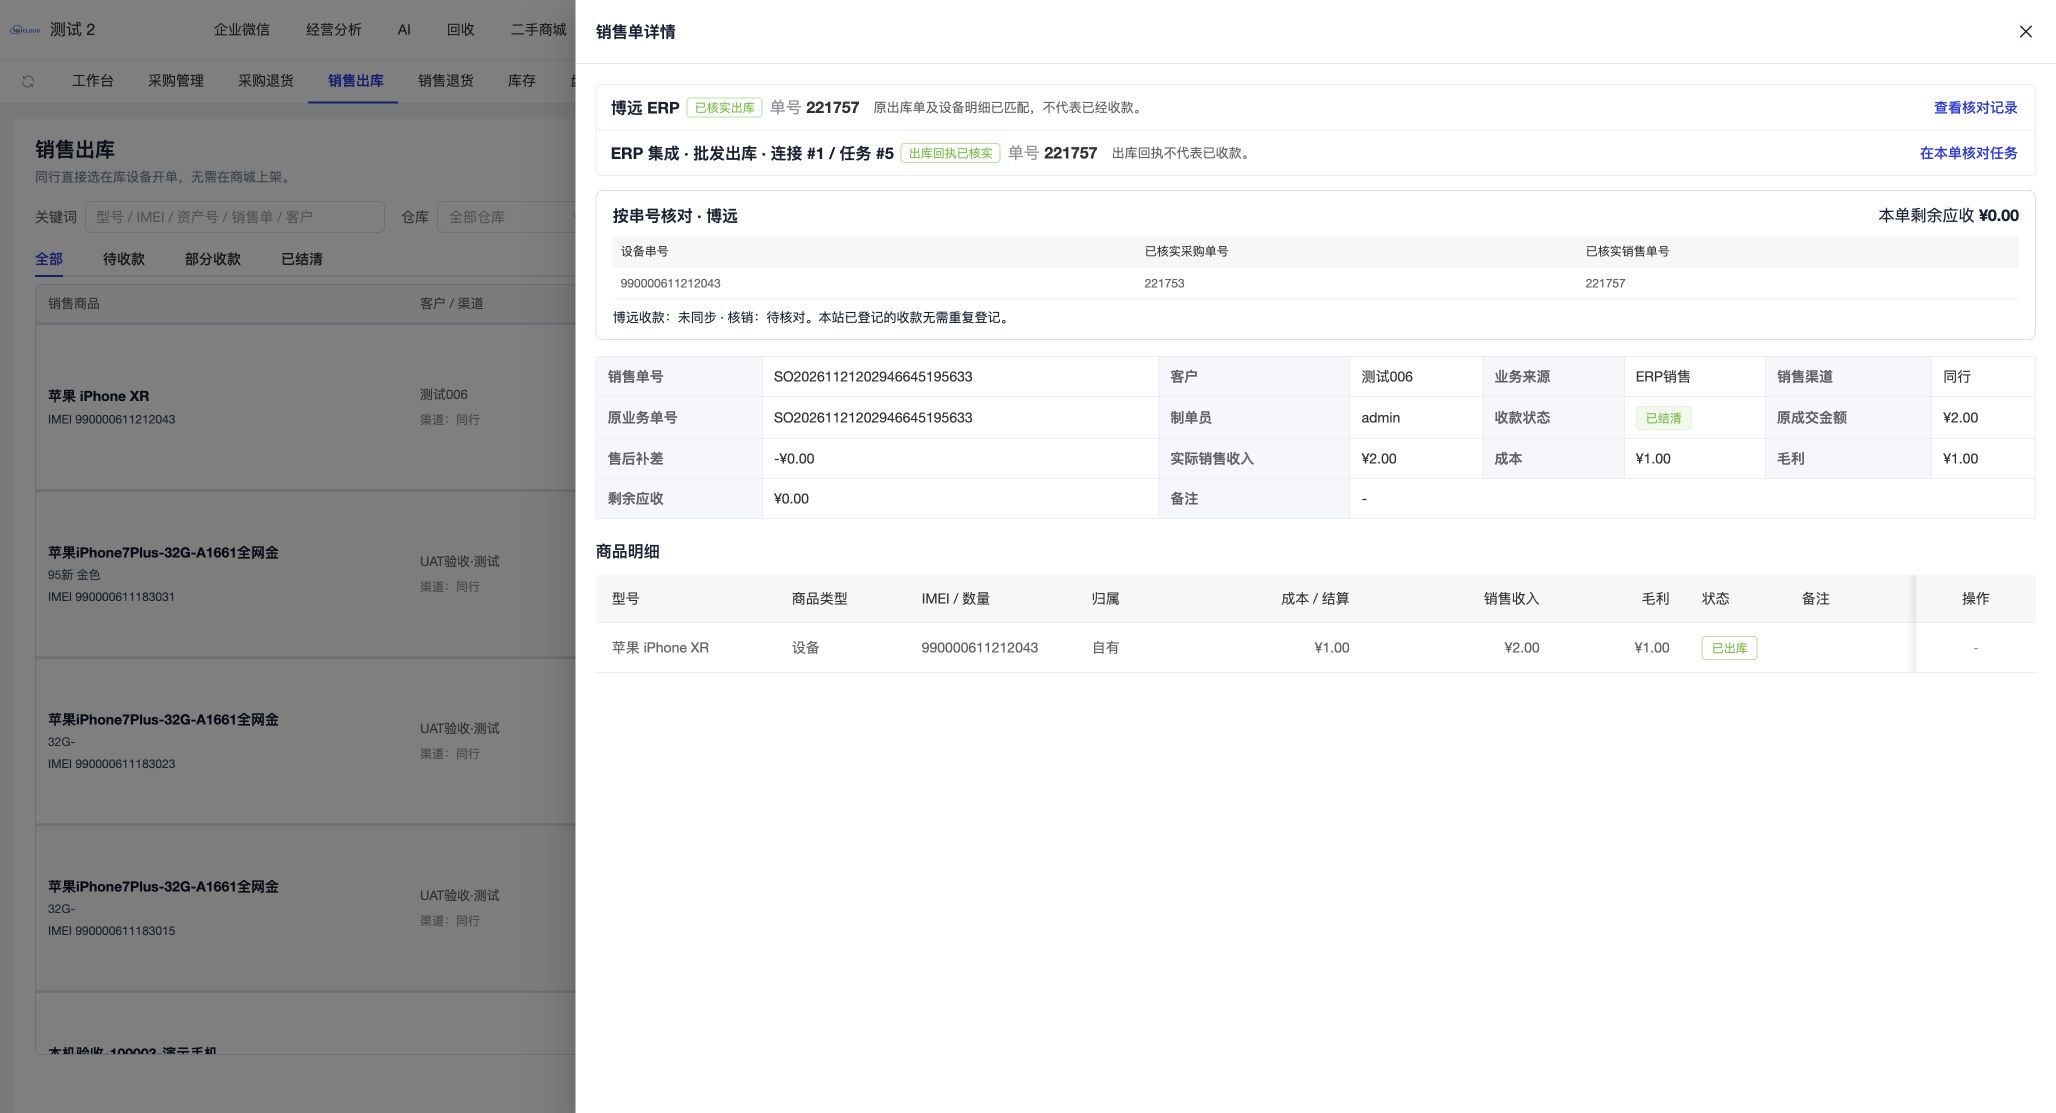 测试 2
企业微信 经营分析 AI 回收 二手商城
工作台 采购管理 采购退货 销售出库 销售退货 库存
销售出库
同行直接选在库设备开单，无需在商城上架。
关键词 型号 / IMEI / 资产号 / 销售单 / 客户 仓库 全部仓库
全部 待收款 部分收款 已结清
销售商品 客户 / 渠道
苹果 iPhone XR
IMEI 990000611212043
测试006
渠道：同行
苹果iPhone7Plus-32G-A1661全网金
95新 金色
IMEI 990000611183031
UAT验收·测试
渠道：同行
苹果iPhone7Plus-32G-A1661全网金
32G-
IMEI 990000611183023
UAT验收·测试
渠道：同行
苹果iPhone7Plus-32G-A1661全网金
32G-
IMEI 990000611183015
UAT验收·测试
渠道：同行
本机验收-100003-演示手机
销售单详情
博远 ERP 已核实出库 单号 221757 原出库单及设备明细已匹配，不代表已经收款。 查看核对记录
ERP 集成 · 批发出库 · 连接 #1 / 任务 #5 出库回执已核实 单号 221757 出库回执不代表已收款。 在本单核对任务
按串号核对 · 博远 本单剩余应收 ¥0.00
设备串号 已核实采购单号 已核实销售单号
990000611212043 221753 221757
博远收款：未同步 · 核销：待核对。本站已登记的收款无需重复登记。
销售单号 SO20261121202946645195633 客户 测试006 业务来源 ERP销售 销售渠道 同行
原业务单号 SO20261121202946645195633 制单员 admin 收款状态 已结清 原成交金额 ¥2.00
售后补差 -¥0.00 实际销售收入 ¥2.00 成本 ¥1.00 毛利 ¥1.00
剩余应收 ¥0.00 备注 -
商品明细
型号 商品类型 IMEI / 数量 归属 成本 / 结算 销售收入 毛利 状态 备注 操作
苹果 iPhone XR 设备 990000611212043 自有 ¥1.00 ¥2.00 ¥1.00 已出库 -